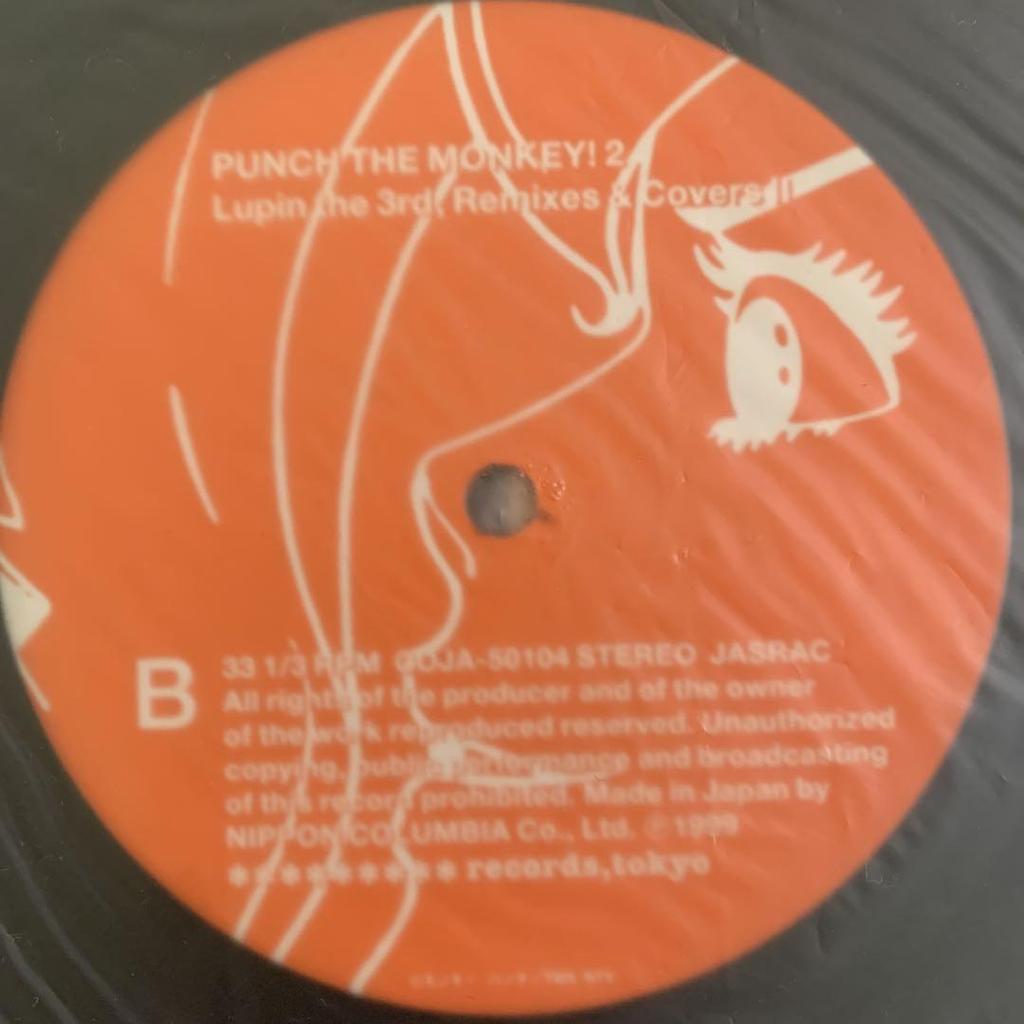 PUNCH THE MONKEY! 2
Lupin the 3rd; Remixes & Covers II
B
33 1/3 RPM COJA-50104 STEREO JASRAC
All rights of the producer and of the owner
of the work reproduced reserved. Unauthorized
copying, public performance and broadcasting
of this record prohibited. Made in Japan by
NIPPON COLUMBIA Co., Ltd. ℗ 1999
********* records,tokyo